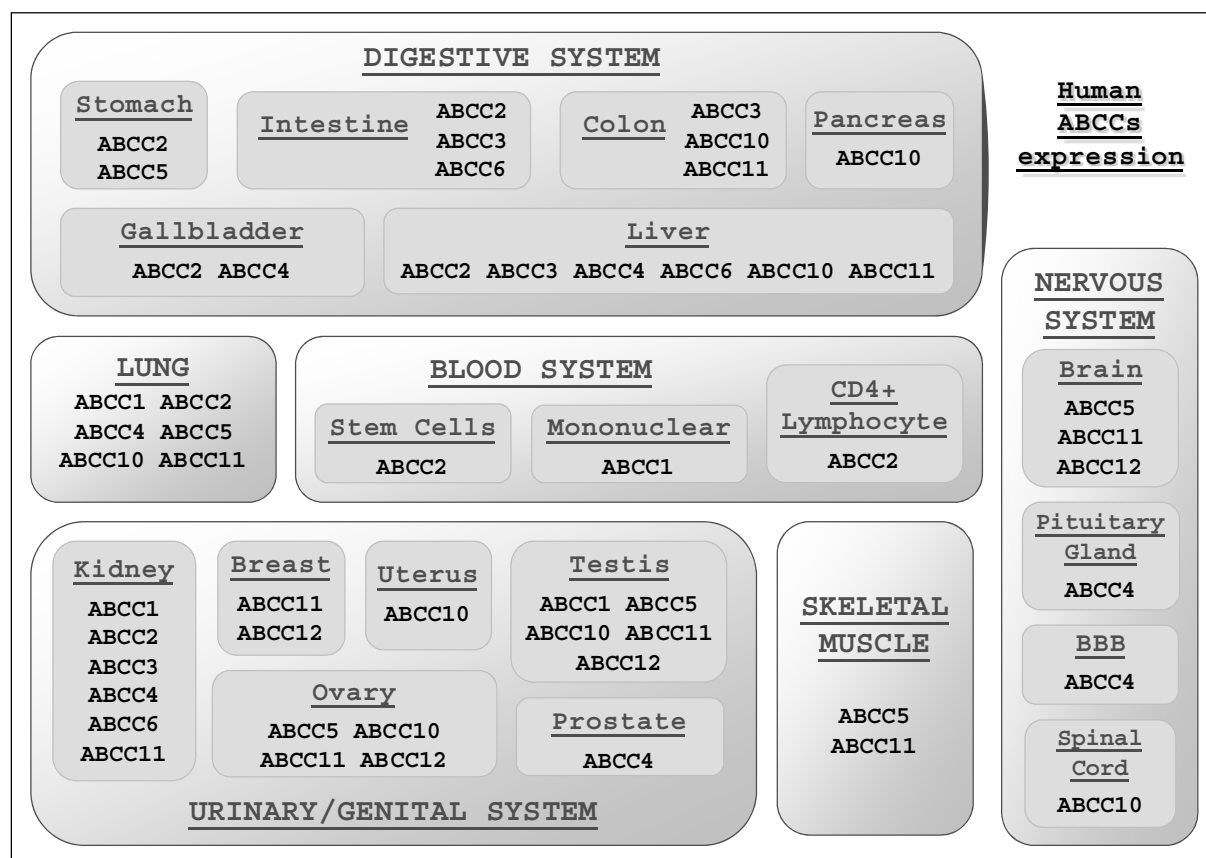 DIGESTIVE SYSTEM
Stomach
ABCC2
ABCC5
Intestine
ABCC2
ABCC3
ABCC6
Colon
ABCC3
ABCC10
ABCC11
Pancreas
ABCC10
Gallbladder
ABCC2 ABCC4
Liver
ABCC2 ABCC3 ABCC4 ABCC6 ABCC10 ABCC11
Human
ABCCs
expression
LUNG
ABCC1 ABCC2
ABCC4 ABCC5
ABCC10 ABCC11
BLOOD SYSTEM
Stem Cells
ABCC2
Mononuclear
ABCC1
CD4+
Lymphocyte
ABCC2
NERVOUS
SYSTEM
Brain
ABCC5
ABCC11
ABCC12
Pituitary
Gland
ABCC4
BBB
ABCC4
Spinal
Cord
ABCC10
Kidney
ABCC1
ABCC2
ABCC3
ABCC4
ABCC6
ABCC11
Breast
ABCC11
ABCC12
Uterus
ABCC10
Testis
ABCC1 ABCC5
ABCC10 ABCC11
ABCC12
Ovary
ABCC5 ABCC10
ABCC11 ABCC12
Prostate
ABCC4
URINARY/GENITAL SYSTEM
SKELETAL
MUSCLE
ABCC5
ABCC11